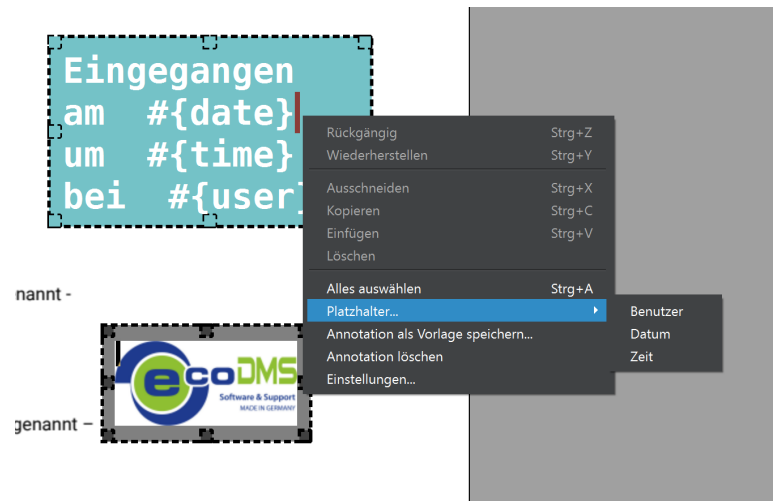 Eingegangen
am #{date}
um #{time}
bei #{user}
Rückgängig Strg+Z
Wiederherstellen Strg+Y
Ausschneiden Strg+X
Kopieren Strg+C
Einfügen Strg+V
Löschen
Alles auswählen Strg+A
Platzhalter...
Annotation als Vorlage speichern...
Annotation löschen
Einstellungen...
Benutzer
Datum
Zeit
nannt -
ecoDMS
Software & Support
MADE IN GERMANY
genannt –